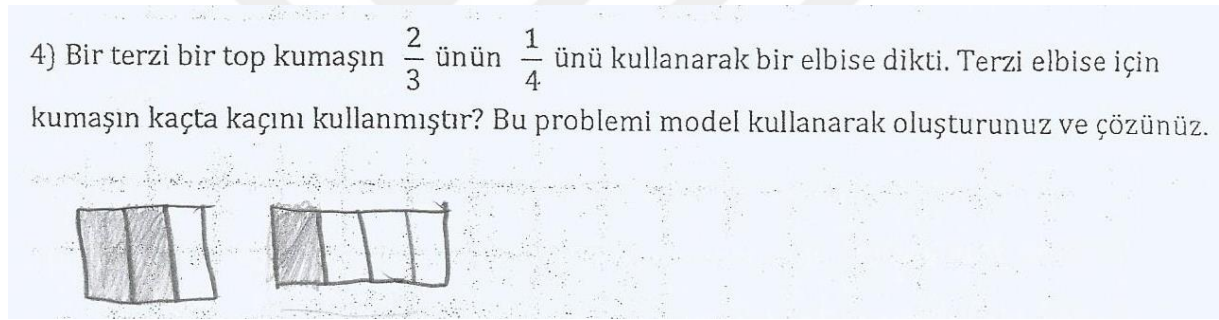 4) Bir terzi bir top kumaşın 2/3 ünün 1/4 ünü kullanarak bir elbise dikti. Terzi elbise için
kumaşın kaçta kaçını kullanmıştır? Bu problemi model kullanarak oluşturunuz ve çözünüz.